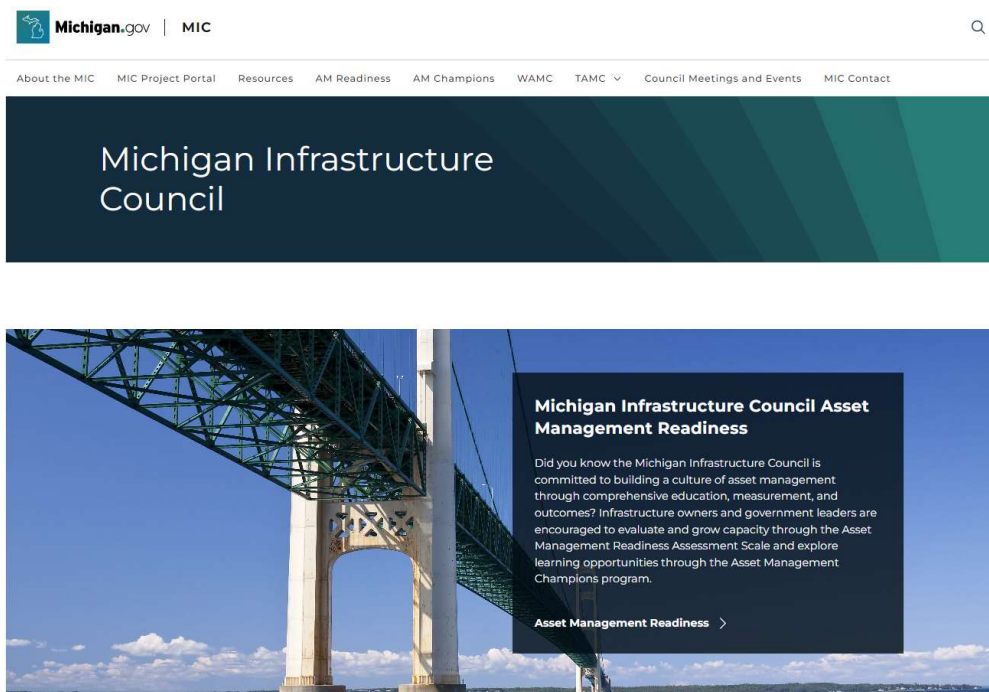 Michigan.gov | MIC
About the MIC MIC Project Portal Resources AM Readiness AM Champions WAMC TAMC Council Meetings and Events MIC Contact
Michigan Infrastructure
Council
Michigan Infrastructure Council Asset
Management Readiness
Did you know the Michigan Infrastructure Council is
committed to building a culture of asset management
through comprehensive education, measurement, and
outcomes? Infrastructure owners and government leaders are
encouraged to evaluate and grow capacity through the Asset
Management Readiness Assessment Scale and explore
learning opportunities through the Asset Management
Champions program.
Asset Management Readiness